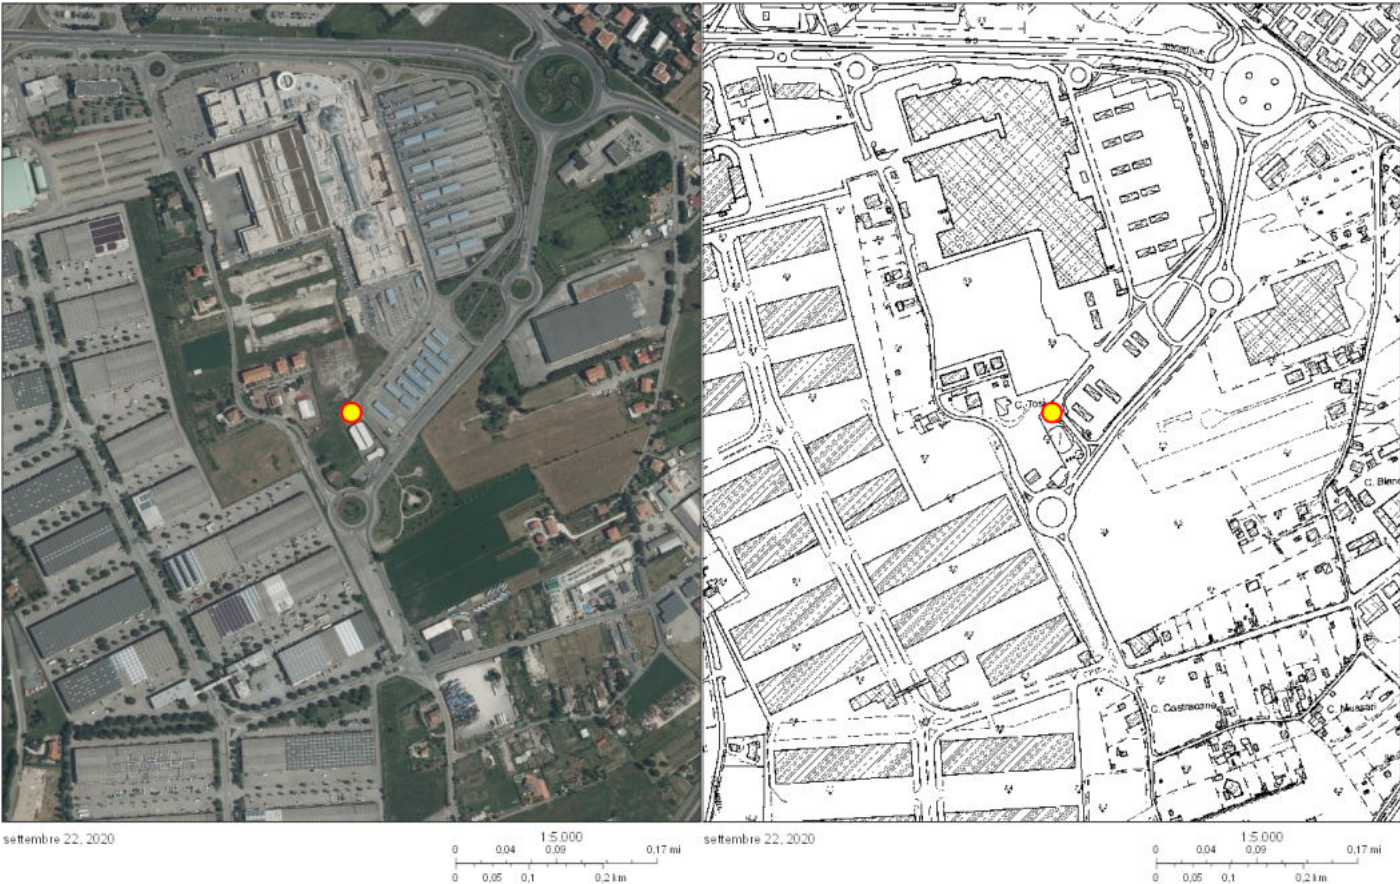 C. Tosi
C. Bianc
C. Castracane
C. Mussari
settembre 22, 2020
1:5.000
0 0,04 0,09 0,17 mi
0 0,05 0,1 0,2 km
settembre 22, 2020
1:5.000
0 0,04 0,09 0,17 mi
0 0,05 0,1 0,2 km